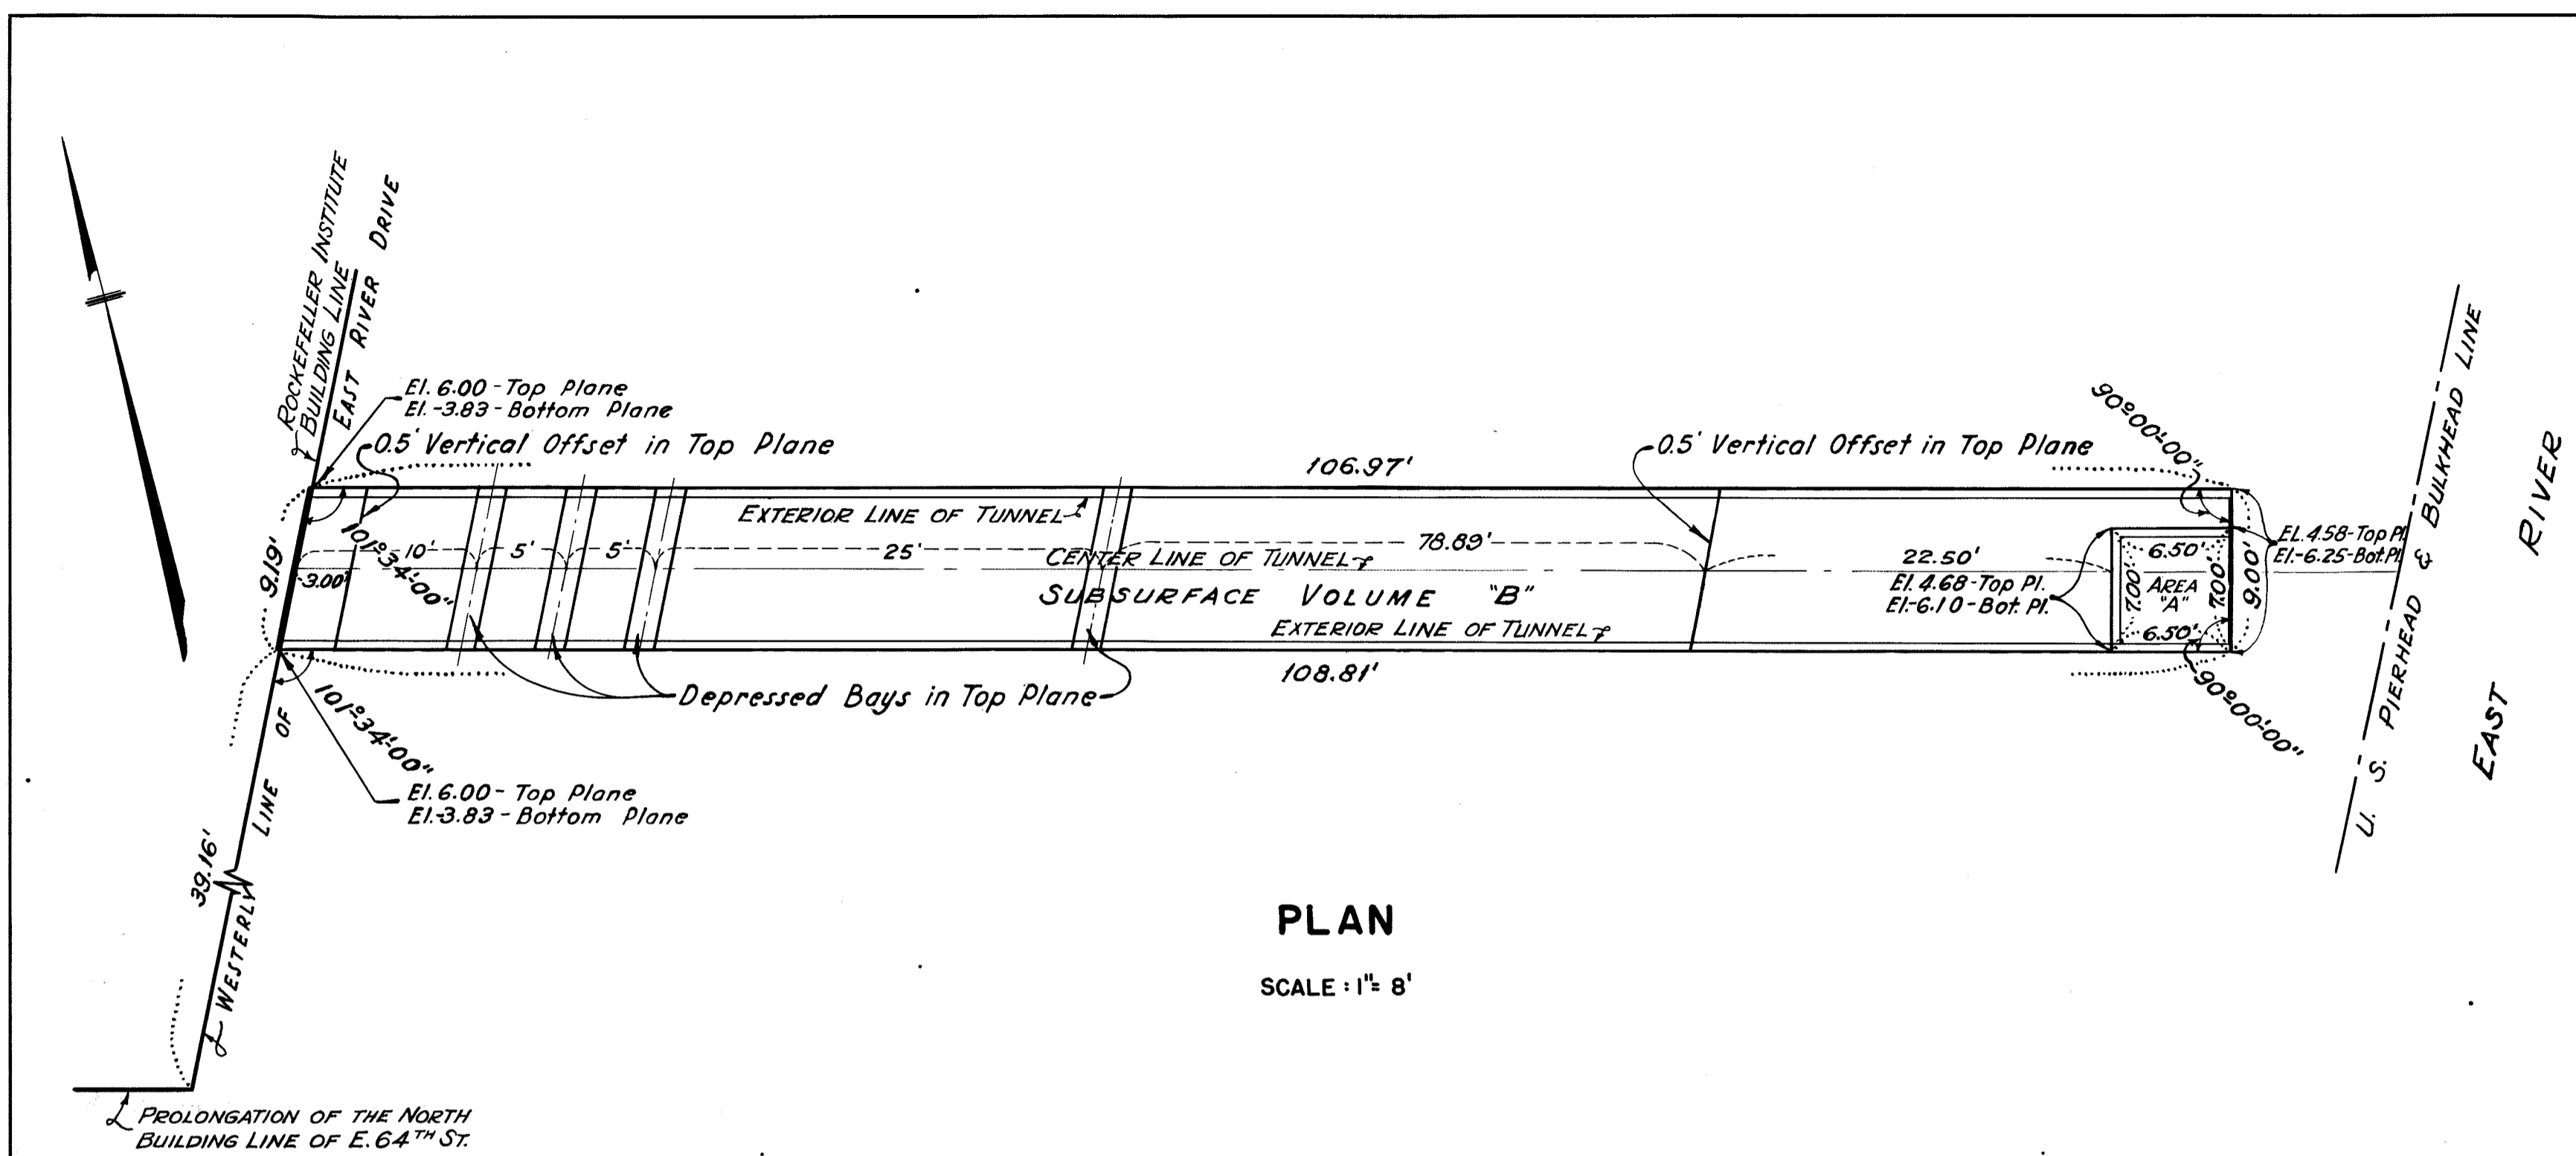 ROCKEFELLER INSTITUTE
BUILDING LINE
EAST RIVER DRIVE
El. 6.00 - Top Plane
El. -3.83 - Bottom Plane
0.5' Vertical Offset in Top Plane
106.97'
0.5' Vertical Offset in Top Plane
90°-00'-00"
EXTERIOR LINE OF TUNNEL
9.19'
3.00'
101°-34'-00"
10'
5'
5'
25'
CENTER LINE OF TUNNEL
78.89'
22.50'
SUBSURFACE VOLUME "B"
EXTERIOR LINE OF TUNNEL
El. 4.68 - Top Pl.
El. -6.10 - Bot. Pl.
6.50'
7.00'
AREA
"A"
7.00'
6.50'
9.00'
El. 4.58 - Top Pl.
El. -6.25 - Bot. Pl.
108.81'
Depressed Bays in Top Plane
101°-34'-00"
90°-00'-00"
El. 6.00 - Top Plane
El. -3.83 - Bottom Plane
39.16'
WESTERLY LINE OF
U. S. PIERHEAD & BULKHEAD LINE
EAST RIVER
PLAN
SCALE : 1"= 8'
PROLONGATION OF THE NORTH
BUILDING LINE OF E. 64TH ST.